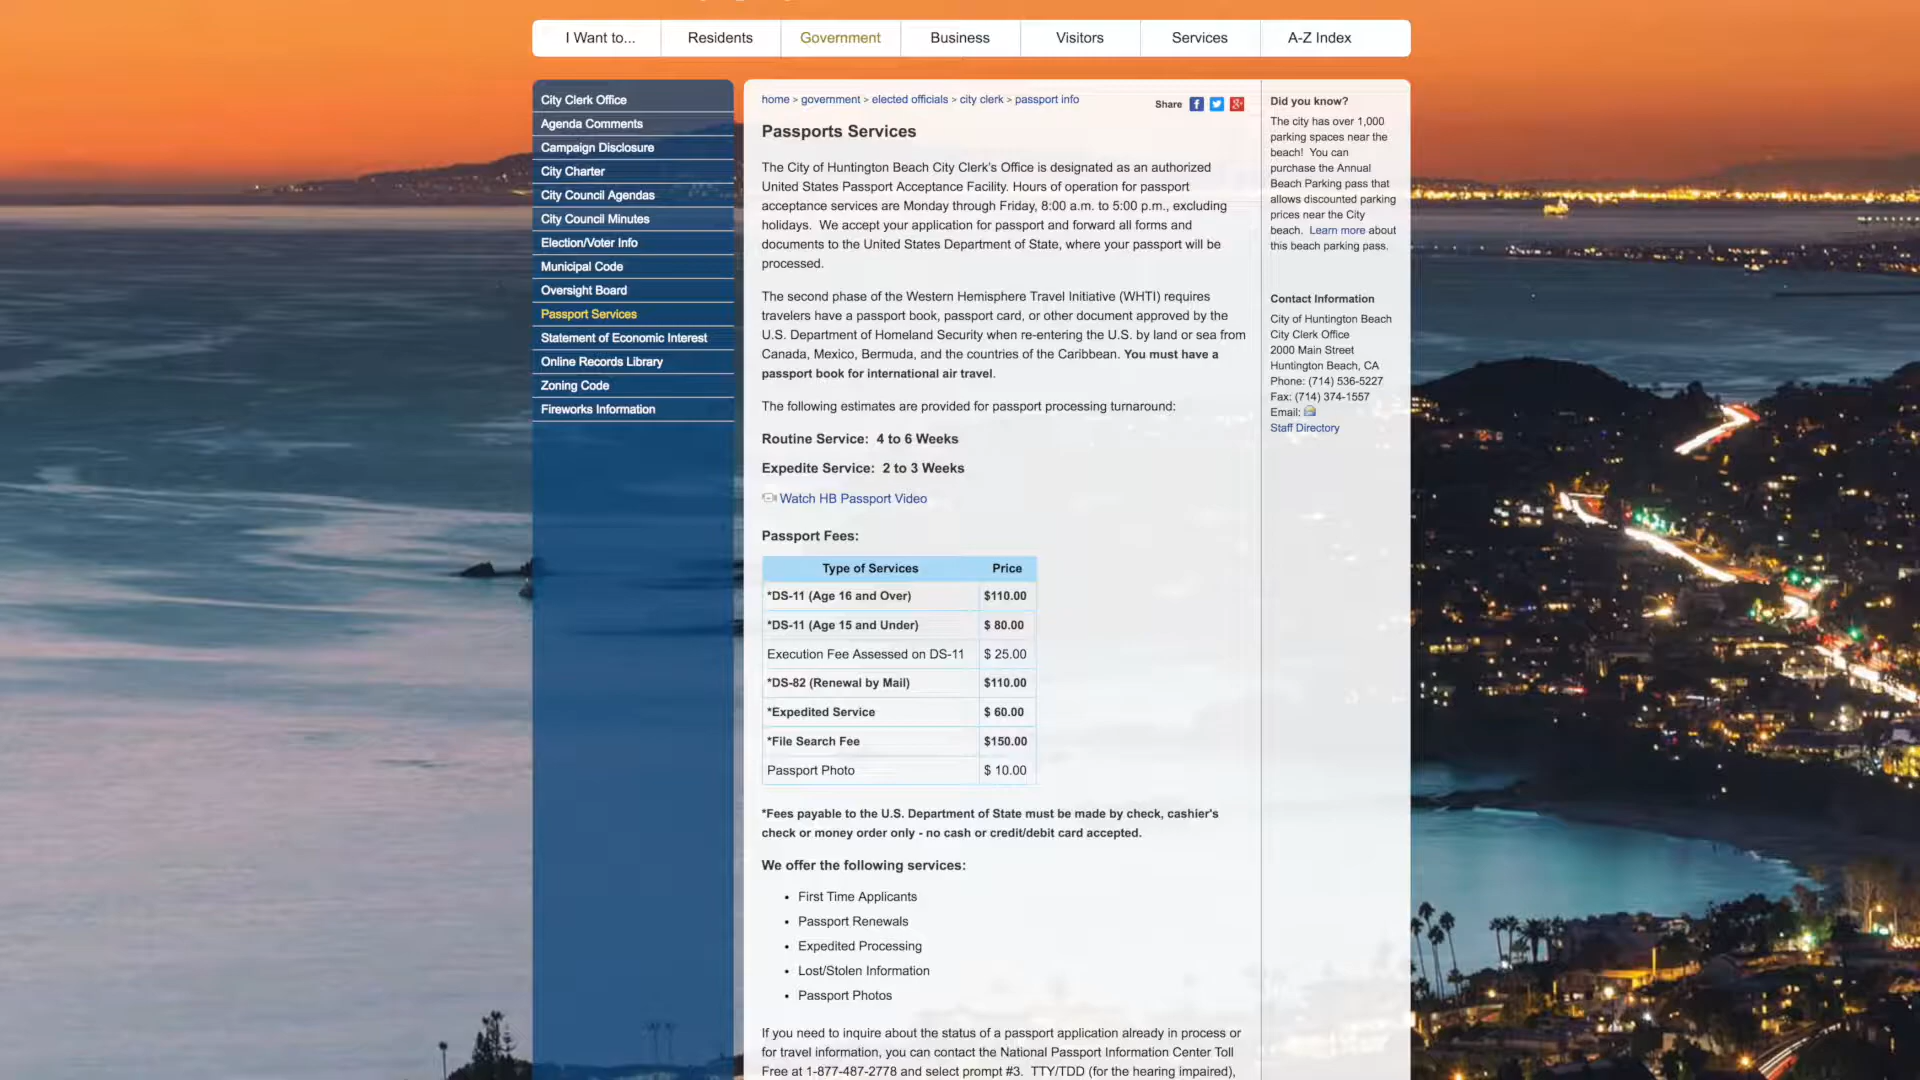 I Want to...
Residents
Government
Business
Visitors
Services
A-Z Index
City Clerk Office
Agenda Comments
Campaign Disclosure
City Charter
City Council Agendas
City Council Minutes
Election/Voter Info
Municipal Code
Oversight Board
Passport Services
Statement of Economic Interest
Online Records Library
Zoning Code
Fireworks Information
home > government > elected officials > city clerk > passport info
Share
Passports Services
The City of Huntington Beach City Clerk's Office is designated as an authorized
United States Passport Acceptance Facility. Hours of operation for passport
acceptance services are Monday through Friday, 8:00 a.m. to 5:00 p.m., excluding
holidays.  We accept your application for passport and forward all forms and
documents to the United States Department of State, where your passport will be
processed.
The second phase of the Western Hemisphere Travel Initiative (WHTI) requires
travelers have a passport book, passport card, or other document approved by the
U.S. Department of Homeland Security when re-entering the U.S. by land or sea from
Canada, Mexico, Bermuda, and the countries of the Caribbean. You must have a
passport book for international air travel.
The following estimates are provided for passport processing turnaround:
Routine Service:  4 to 6 Weeks
Expedite Service:  2 to 3 Weeks
Watch HB Passport Video
Passport Fees:
Type of Services Price
*DS-11 (Age 16 and Over) $110.00
*DS-11 (Age 15 and Under) $ 80.00
Execution Fee Assessed on DS-11 $ 25.00
*DS-82 (Renewal by Mail) $110.00
*Expedited Service $ 60.00
*File Search Fee $150.00
Passport Photo $ 10.00
*Fees payable to the U.S. Department of State must be made by check, cashier's
check or money order only - no cash or credit/debit card accepted.
We offer the following services:
• First Time Applicants
• Passport Renewals
• Expedited Processing
• Lost/Stolen Information
• Passport Photos
If you need to inquire about the status of a passport application already in process or
for travel information, you can contact the National Passport Information Center Toll
Free at 1-877-487-2778 and select prompt #3.  TTY/TDD (for the hearing impaired),
Did you know?
The city has over 1,000
parking spaces near the
beach!  You can
purchase the Annual
Beach Parking pass that
allows discounted parking
prices near the City
beach.  Learn more about
this beach parking pass.
Contact Information
City of Huntington Beach
City Clerk Office
2000 Main Street
Huntington Beach, CA
Phone: (714) 536-5227
Fax: (714) 374-1557
Email:
Staff Directory